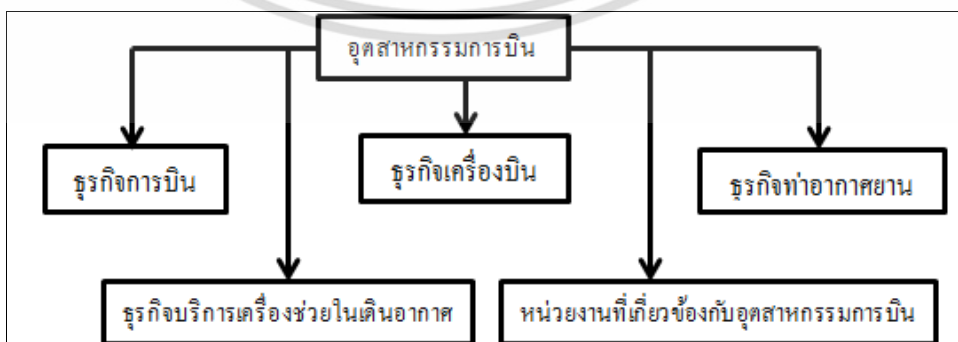 อุตสาหกรรมการบิน
ธุรกิจการบิน
ธุรกิจเครื่องบิน
ธุรกิจท่าอากาศยาน
ธุรกิจบริการเครื่องช่วยในเดินอากาศ
หน่วยงานที่เกี่ยวข้องกับอุตสาหกรรมการบิน